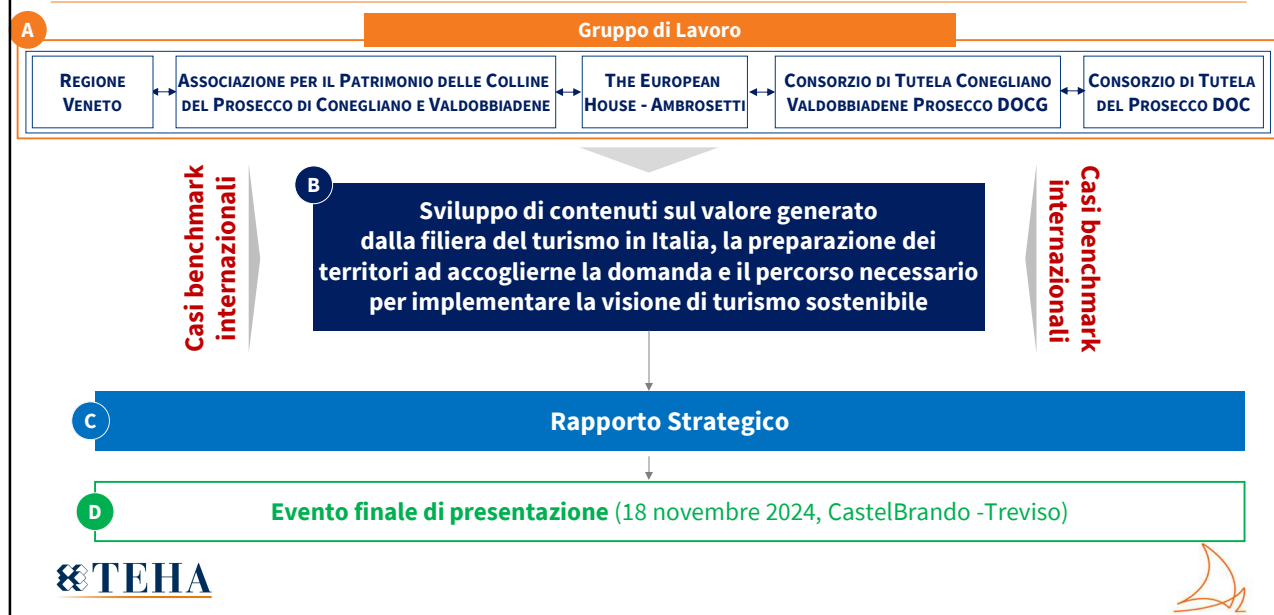 A
Gruppo di Lavoro
REGIONE
VENETO
ASSOCIAZIONE PER IL PATRIMONIO DELLE COLLINE
DEL PROSECCO DI CONEGLIANO E VALDOBBIADENE
THE EUROPEAN
HOUSE - AMBROSETTI
CONSORZIO DI TUTELA CONEGLIANO
VALDOBBIADENE PROSECCO DOCG
CONSORZIO DI TUTELA
DEL PROSECCO DOC
Casi benchmark
internazionali
B
Sviluppo di contenuti sul valore generato
dalla filiera del turismo in Italia, la preparazione dei
territori ad accoglierne la domanda e il percorso necessario
per implementare la visione di turismo sostenibile
Casi benchmark
internazionali
C
Rapporto Strategico
D
Evento finale di presentazione (18 novembre 2024, CastelBrando -Treviso)
TEHA